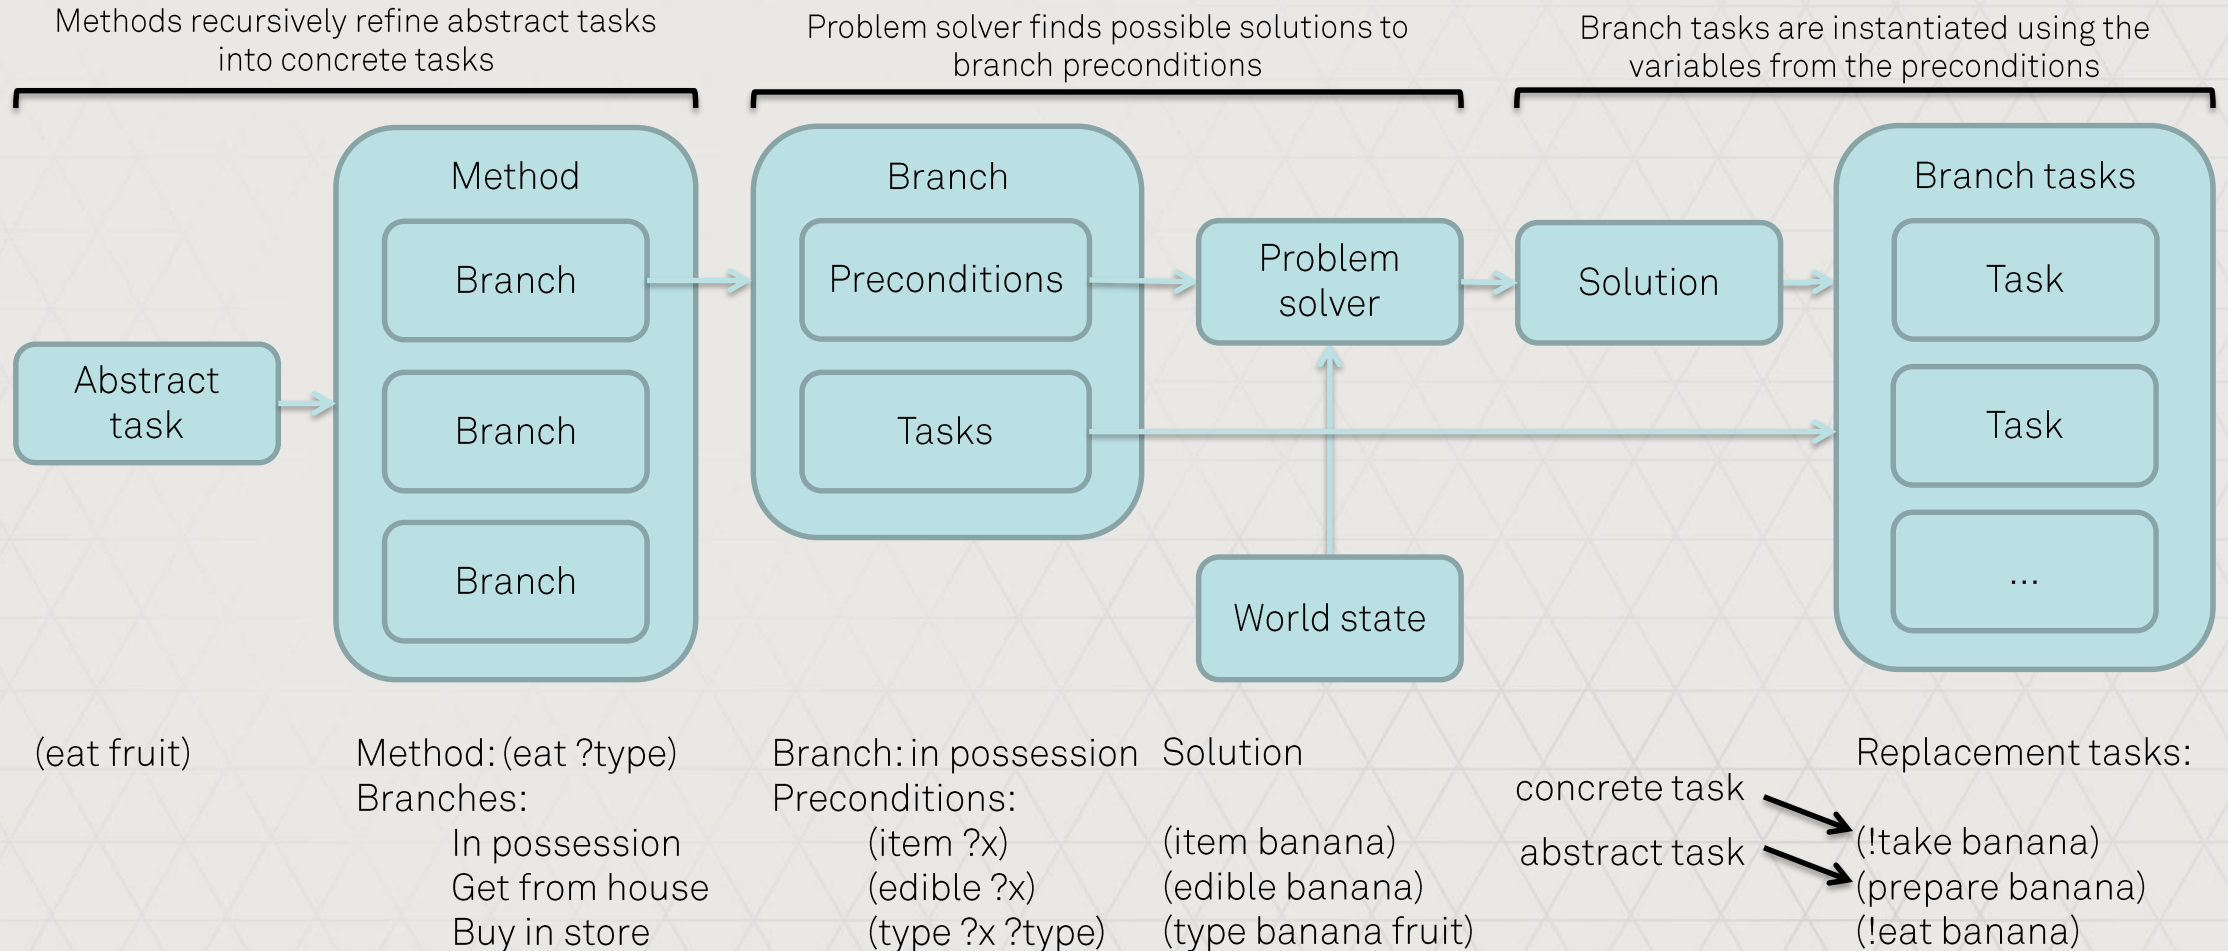 Methods recursively refine abstract tasks
into concrete tasks
Problem solver finds possible solutions to
branch preconditions
Branch tasks are instantiated using the
variables from the preconditions
Abstract
task
Method
Branch
Branch
Branch
Branch
Preconditions
Tasks
Problem
solver
World state
Solution
Branch tasks
Task
Task
...
(eat fruit)
Method: (eat ?type)
Branches:
In possession
Get from house
Buy in store
Branch: in possession
Preconditions:
(item ?x)
(edible ?x)
(type ?x ?type)
Solution
(item banana)
(edible banana)
(type banana fruit)
concrete task
abstract task
Replacement tasks:
(!take banana)
(prepare banana)
(!eat banana)